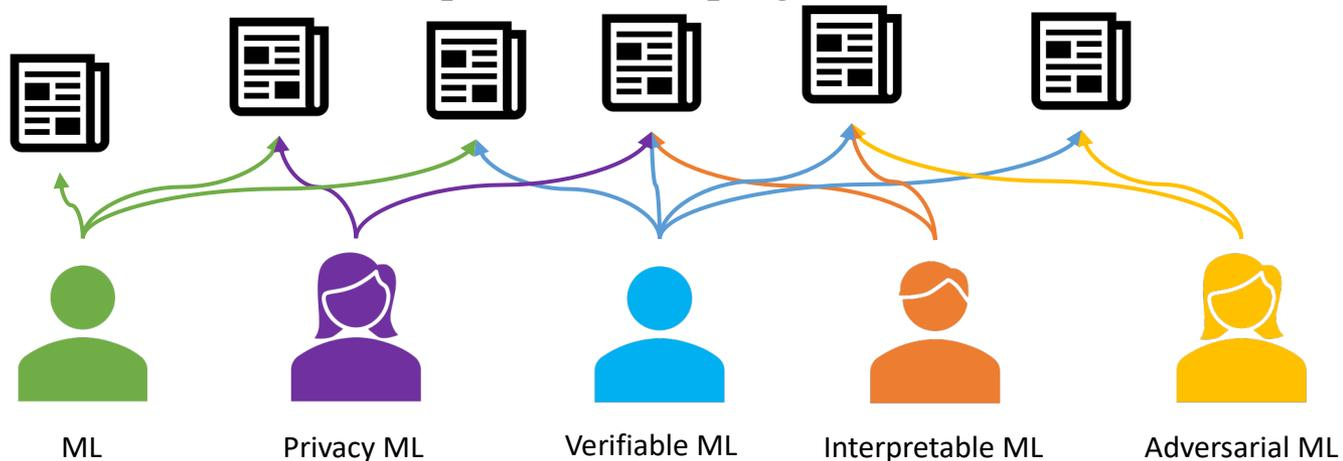 ML
Privacy ML
Verifiable ML
Interpretable ML
Adversarial ML